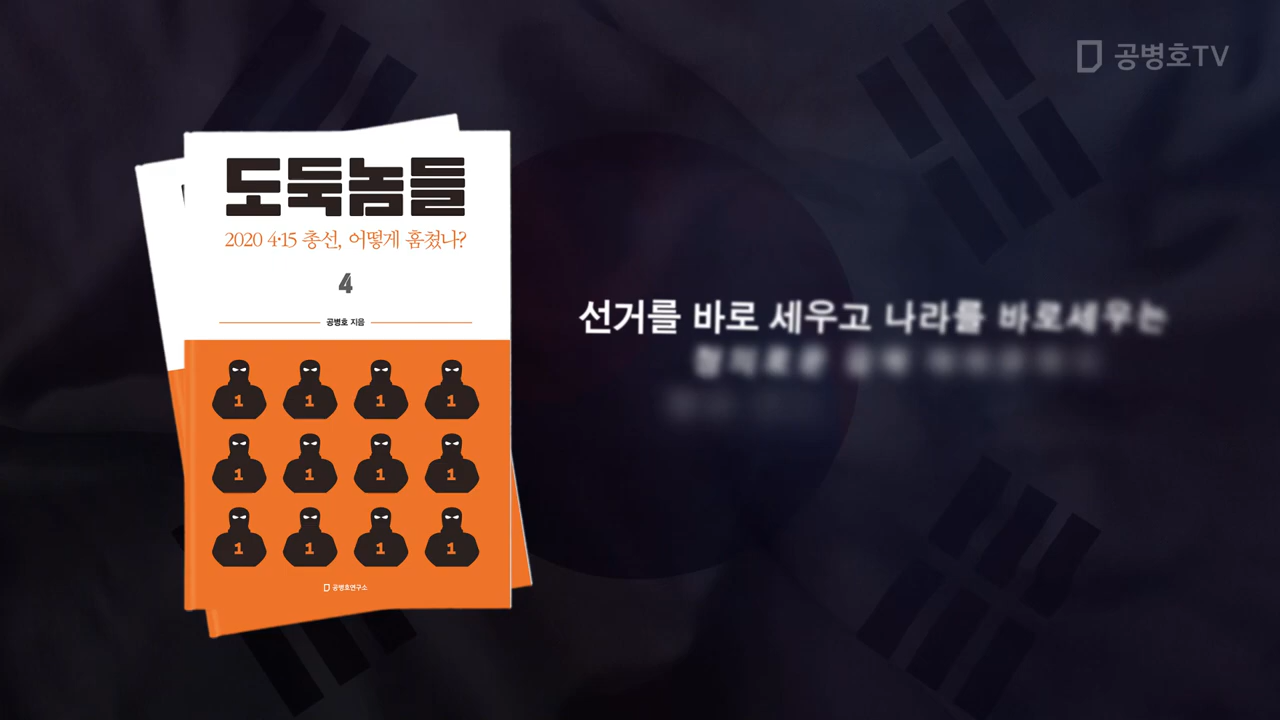 공병호TV
도둑놈들
2020 4·15 총선, 어떻게 훔쳤나?
4
공병호 지음
1 1 1 1
1 1 1 1
1 1 1 1
공병호연구소
선거를 바로 세우고 나라를 바로세우는